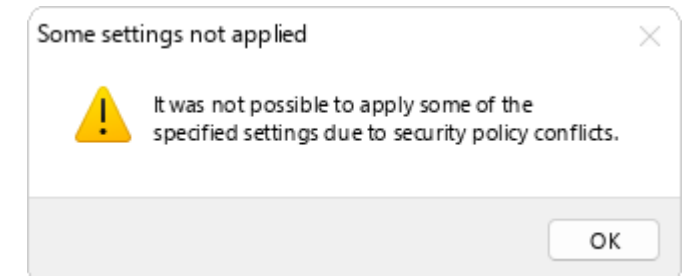 Some settings not applied
It was not possible to apply some of the
specified settings due to security policy conflicts.
OK